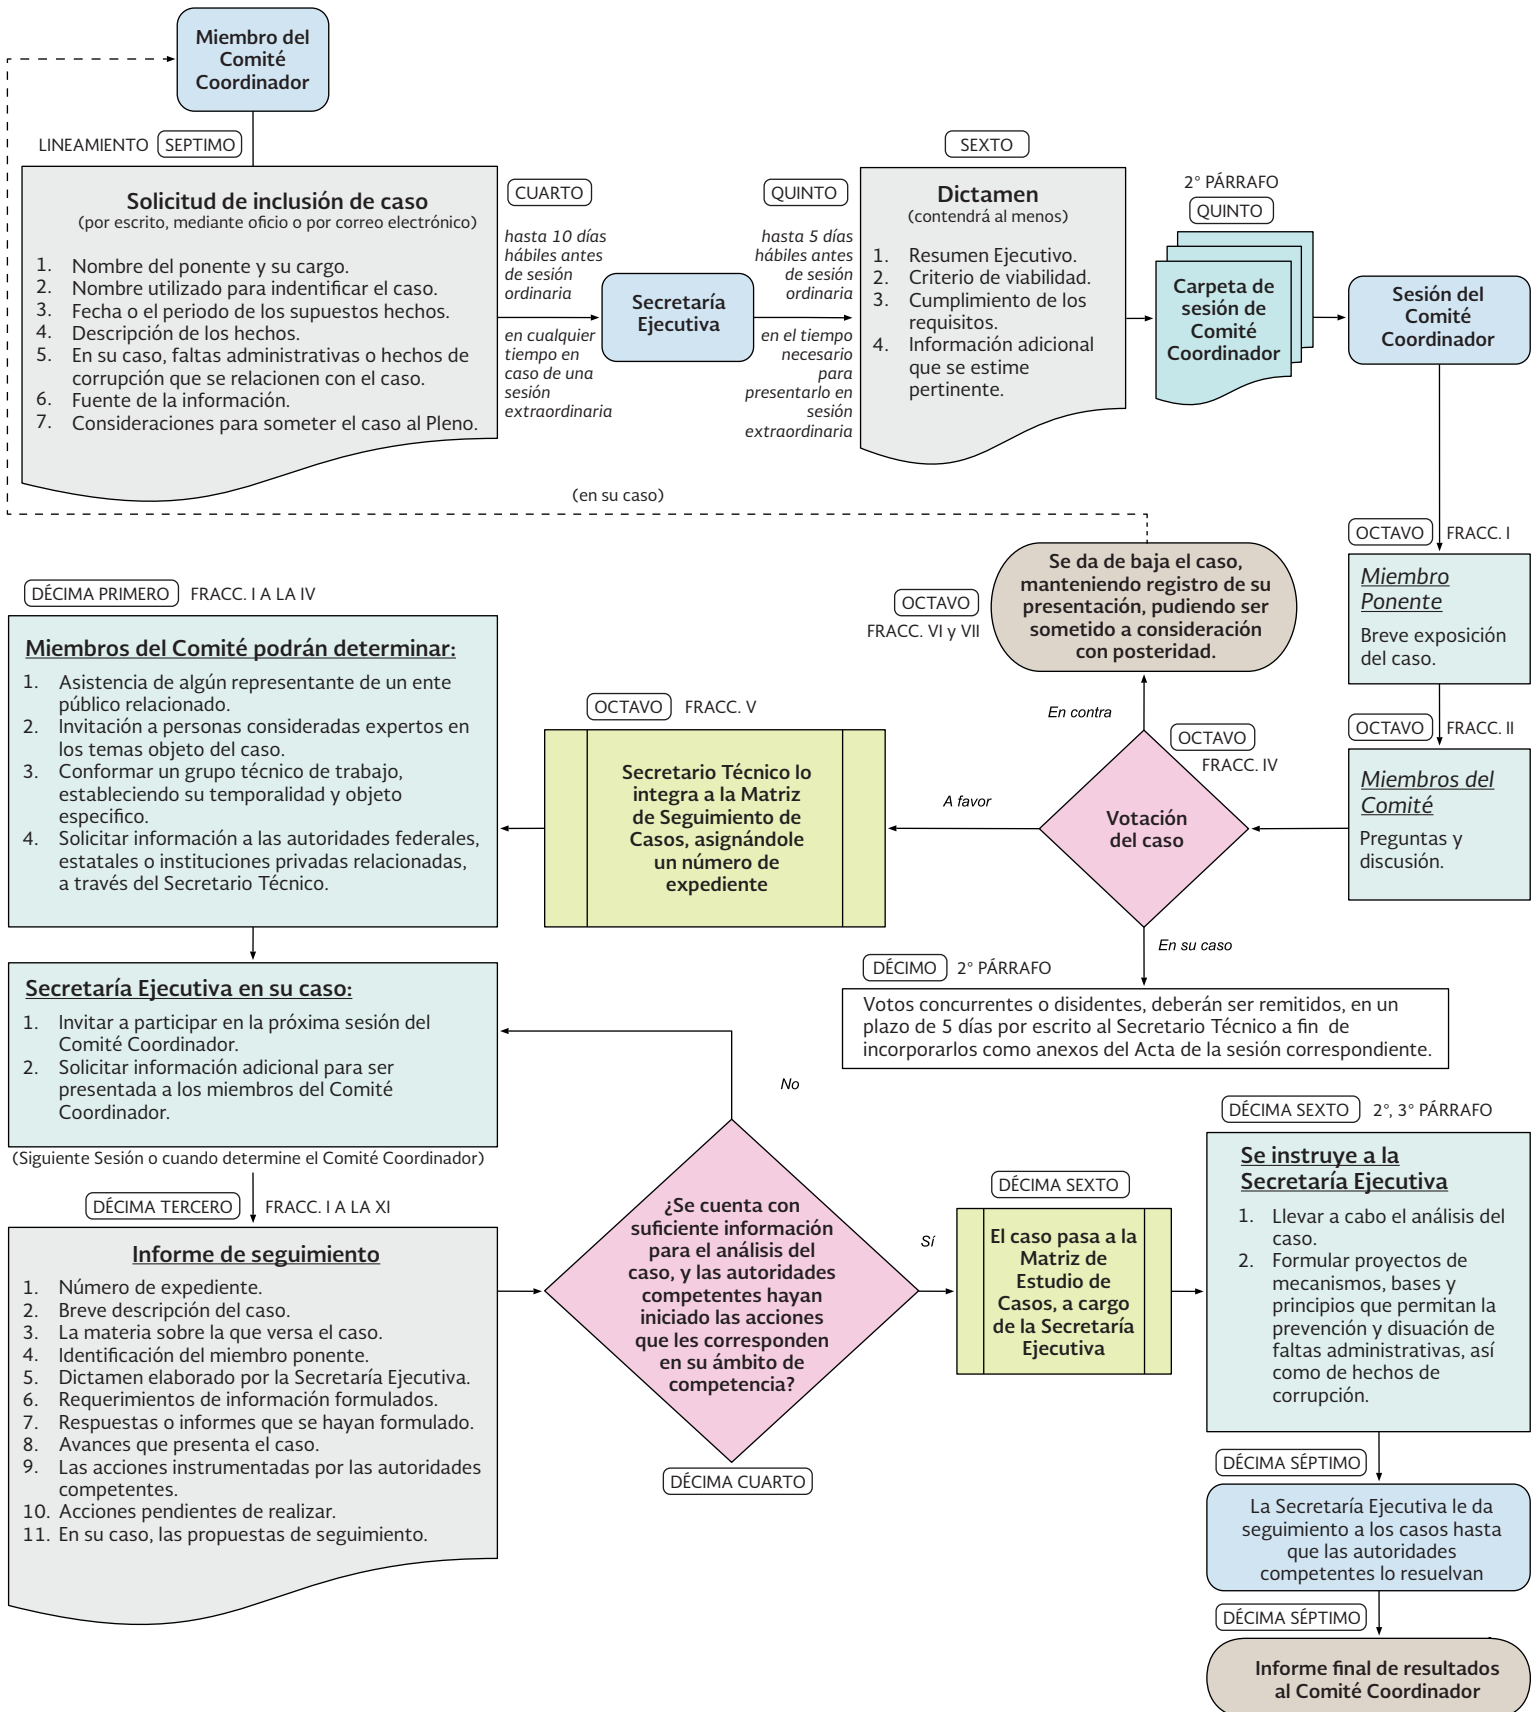 Miembro del
Comité
Coordinador
LINEAMIENTO SEPTIMO
Solicitud de inclusión de caso
(por escrito, mediante oficio o por correo electrónico)
1. Nombre del ponente y su cargo.
2. Nombre utilizado para indentificar el caso.
3. Fecha o el periodo de los supuestos hechos.
4. Descripción de los hechos.
5. En su caso, faltas administrativas o hechos de
corrupción que se relacionen con el caso.
6. Fuente de la información.
7. Consideraciones para someter el caso al Pleno.
CUARTO
hasta 10 días
hábiles antes
de sesión
ordinaria
en cualquier
tiempo en
caso de una
sesión
extraordinaria
Secretaría
Ejecutiva
QUINTO
hasta 5 días
hábiles antes
de sesión
ordinaria
en el tiempo
necesario
para
presentarlo en
sesión
extraordinaria
SEXTO
Dictamen
(contendrá al menos)
1. Resumen Ejecutivo.
2. Criterio de viabilidad.
3. Cumplimiento de los
requisitos.
4. Información adicional
que se estime
pertinente.
2° PÁRRAFO
QUINTO
Carpeta de
sesión de
Comité
Coordinador
Sesión del
Comité
Coordinador
(en su caso)
OCTAVO FRACC. I
Miembro
Ponente
Breve exposición
del caso.
OCTAVO FRACC. II
Miembros del
Comité
Preguntas y
discusión.
OCTAVO
FRACC. IV
Votación
del caso
En contra
OCTAVO
FRACC. VI y VII
Se da de baja el caso,
manteniendo registro de su
presentación, pudiendo ser
sometido a consideración
con posteridad.
A favor
OCTAVO FRACC. V
Secretario Técnico lo
integra a la Matriz
de Seguimiento de
Casos, asignándole
un número de
expediente
En su caso
DÉCIMO 2° PÁRRAFO
Votos concurrentes o disidentes, deberán ser remitidos, en un
plazo de 5 días por escrito al Secretario Técnico a fin de
incorporarlos como anexos del Acta de la sesión correspondiente.
DÉCIMA PRIMERO FRACC. I A LA IV
Miembros del Comité podrán determinar:
1. Asistencia de algún representante de un ente
público relacionado.
2. Invitación a personas consideradas expertos en
los temas objeto del caso.
3. Conformar un grupo técnico de trabajo,
estableciendo su temporalidad y objeto
especifico.
4. Solicitar información a las autoridades federales,
estatales o instituciones privadas relacionadas,
a través del Secretario Técnico.
Secretaría Ejecutiva en su caso:
1. Invitar a participar en la próxima sesión del
Comité Coordinador.
2. Solicitar información adicional para ser
presentada a los miembros del Comité
Coordinador.
(Siguiente Sesión o cuando determine el Comité Coordinador)
DÉCIMA TERCERO FRACC. I A LA XI
Informe de seguimiento
1. Número de expediente.
2. Breve descripción del caso.
3. La materia sobre la que versa el caso.
4. Identificación del miembro ponente.
5. Dictamen elaborado por la Secretaría Ejecutiva.
6. Requerimientos de información formulados.
7. Respuestas o informes que se hayan formulado.
8. Avances que presenta el caso.
9. Las acciones instrumentadas por las autoridades
competentes.
10. Acciones pendientes de realizar.
11. En su caso, las propuestas de seguimiento.
No
¿Se cuenta con
suficiente información
para el análisis del
caso, y las autoridades
competentes hayan
iniciado las acciones
que les corresponden
en su ámbito de
competencia?
DÉCIMA CUARTO
Sí
DÉCIMA SEXTO
El caso pasa a la
Matriz de
Estudio de
Casos, a cargo
de la Secretaría
Ejecutiva
DÉCIMA SEXTO 2°, 3° PÁRRAFO
Se instruye a la
Secretaría Ejecutiva
1. Llevar a cabo el análisis del
caso.
2. Formular proyectos de
mecanismos, bases y
principios que permitan la
prevención y disuación de
faltas administrativas, así
como de hechos de
corrupción.
DÉCIMA SÉPTIMO
La Secretaría Ejecutiva le da
seguimiento a los casos hasta
que las autoridades
competentes lo resuelvan
DÉCIMA SÉPTIMO
Informe final de resultados
al Comité Coordinador